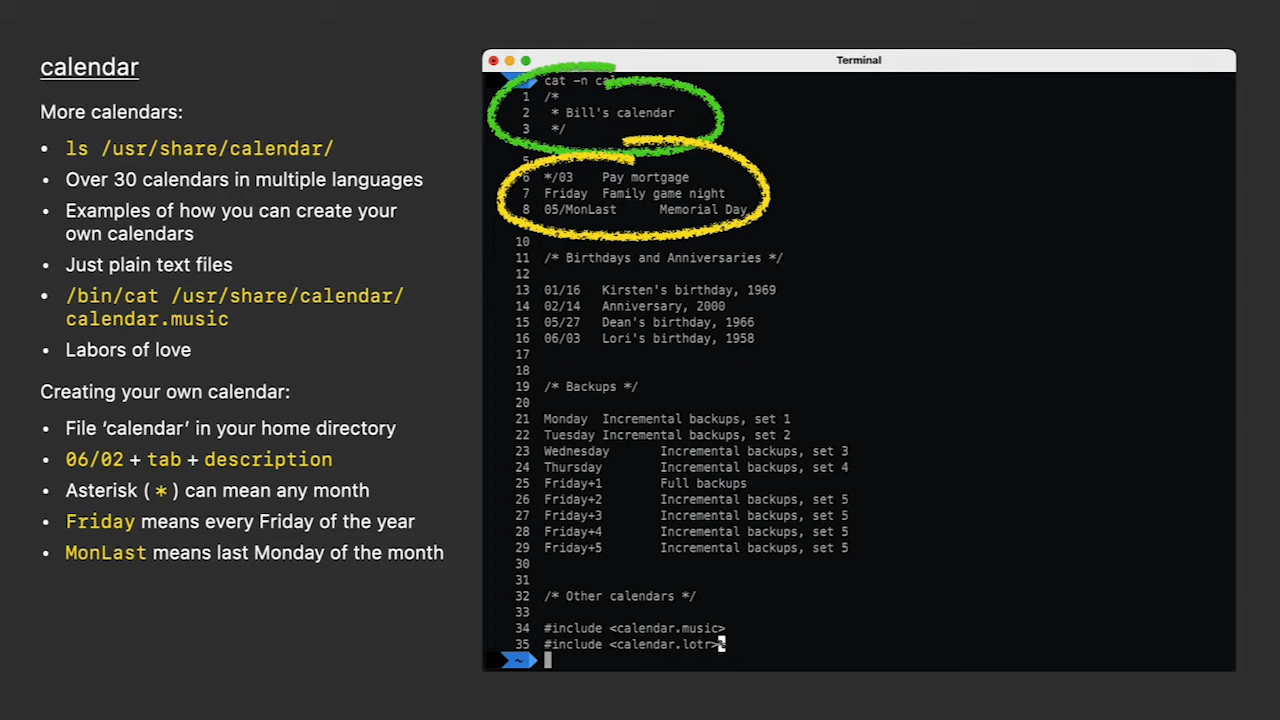 calendar
More calendars:
• ls /usr/share/calendar/
• Over 30 calendars in multiple languages
• Examples of how you can create your
own calendars
• Just plain text files
• /bin/cat /usr/share/calendar/
calendar.music
• Labors of love
Creating your own calendar:
• File ‘calendar’ in your home directory
• 06/02 + tab + description
• Asterisk ( * ) can mean any month
• Friday means every Friday of the year
• MonLast means last Monday of the month
Terminal
cat -n
1 /*
2 * Bill's calendar
3 */
5
6 */03 Pay mortgage
7 Friday Family game night
8 05/MonLast Memorial Day
10
11 /* Birthdays and Anniversaries */
12
13 01/16 Kirsten's birthday, 1969
14 02/14 Anniversary, 2000
15 05/27 Dean's birthday, 1966
16 06/03 Lori's birthday, 1958
17
18
19 /* Backups */
20
21 Monday Incremental backups, set 1
22 Tuesday Incremental backups, set 2
23 Wednesday Incremental backups, set 3
24 Thursday Incremental backups, set 4
25 Friday+1 Full backups
26 Friday+2 Incremental backups, set 5
27 Friday+3 Incremental backups, set 5
28 Friday+4 Incremental backups, set 5
29 Friday+5 Incremental backups, set 5
30
31
32 /* Other calendars */
33
34 #include <calendar.music>
35 #include <calendar.lotr>%
~